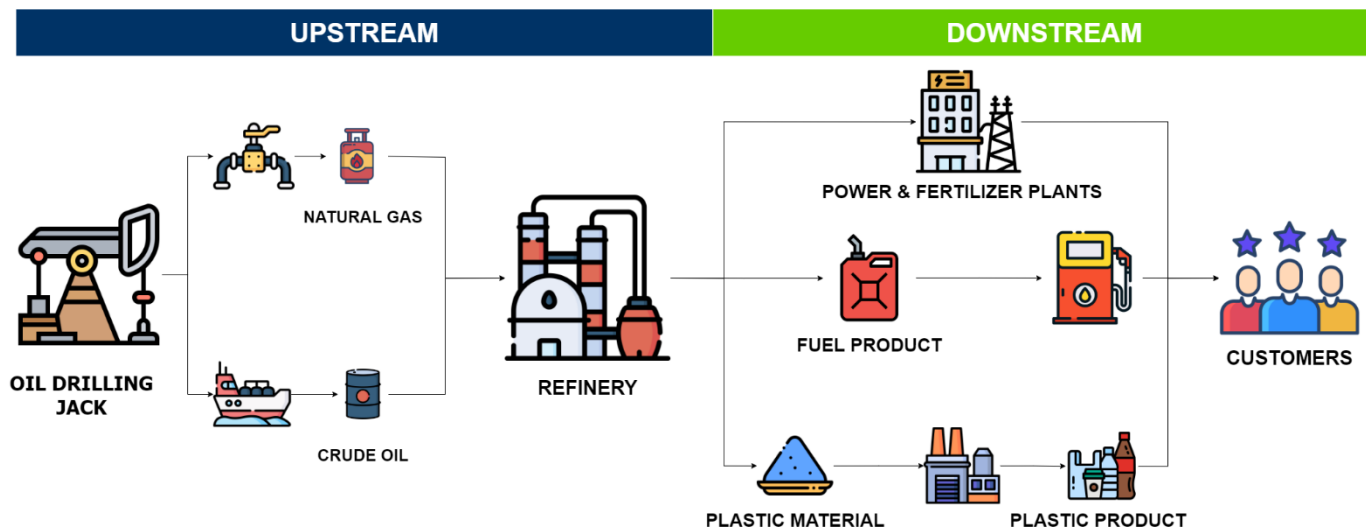 UPSTREAM
DOWNSTREAM
NATURAL GAS
POWER & FERTILIZER PLANTS
OIL DRILLING
JACK
CRUDE OIL
REFINERY
FUEL PRODUCT
CUSTOMERS
PLASTIC MATERIAL
PLASTIC PRODUCT